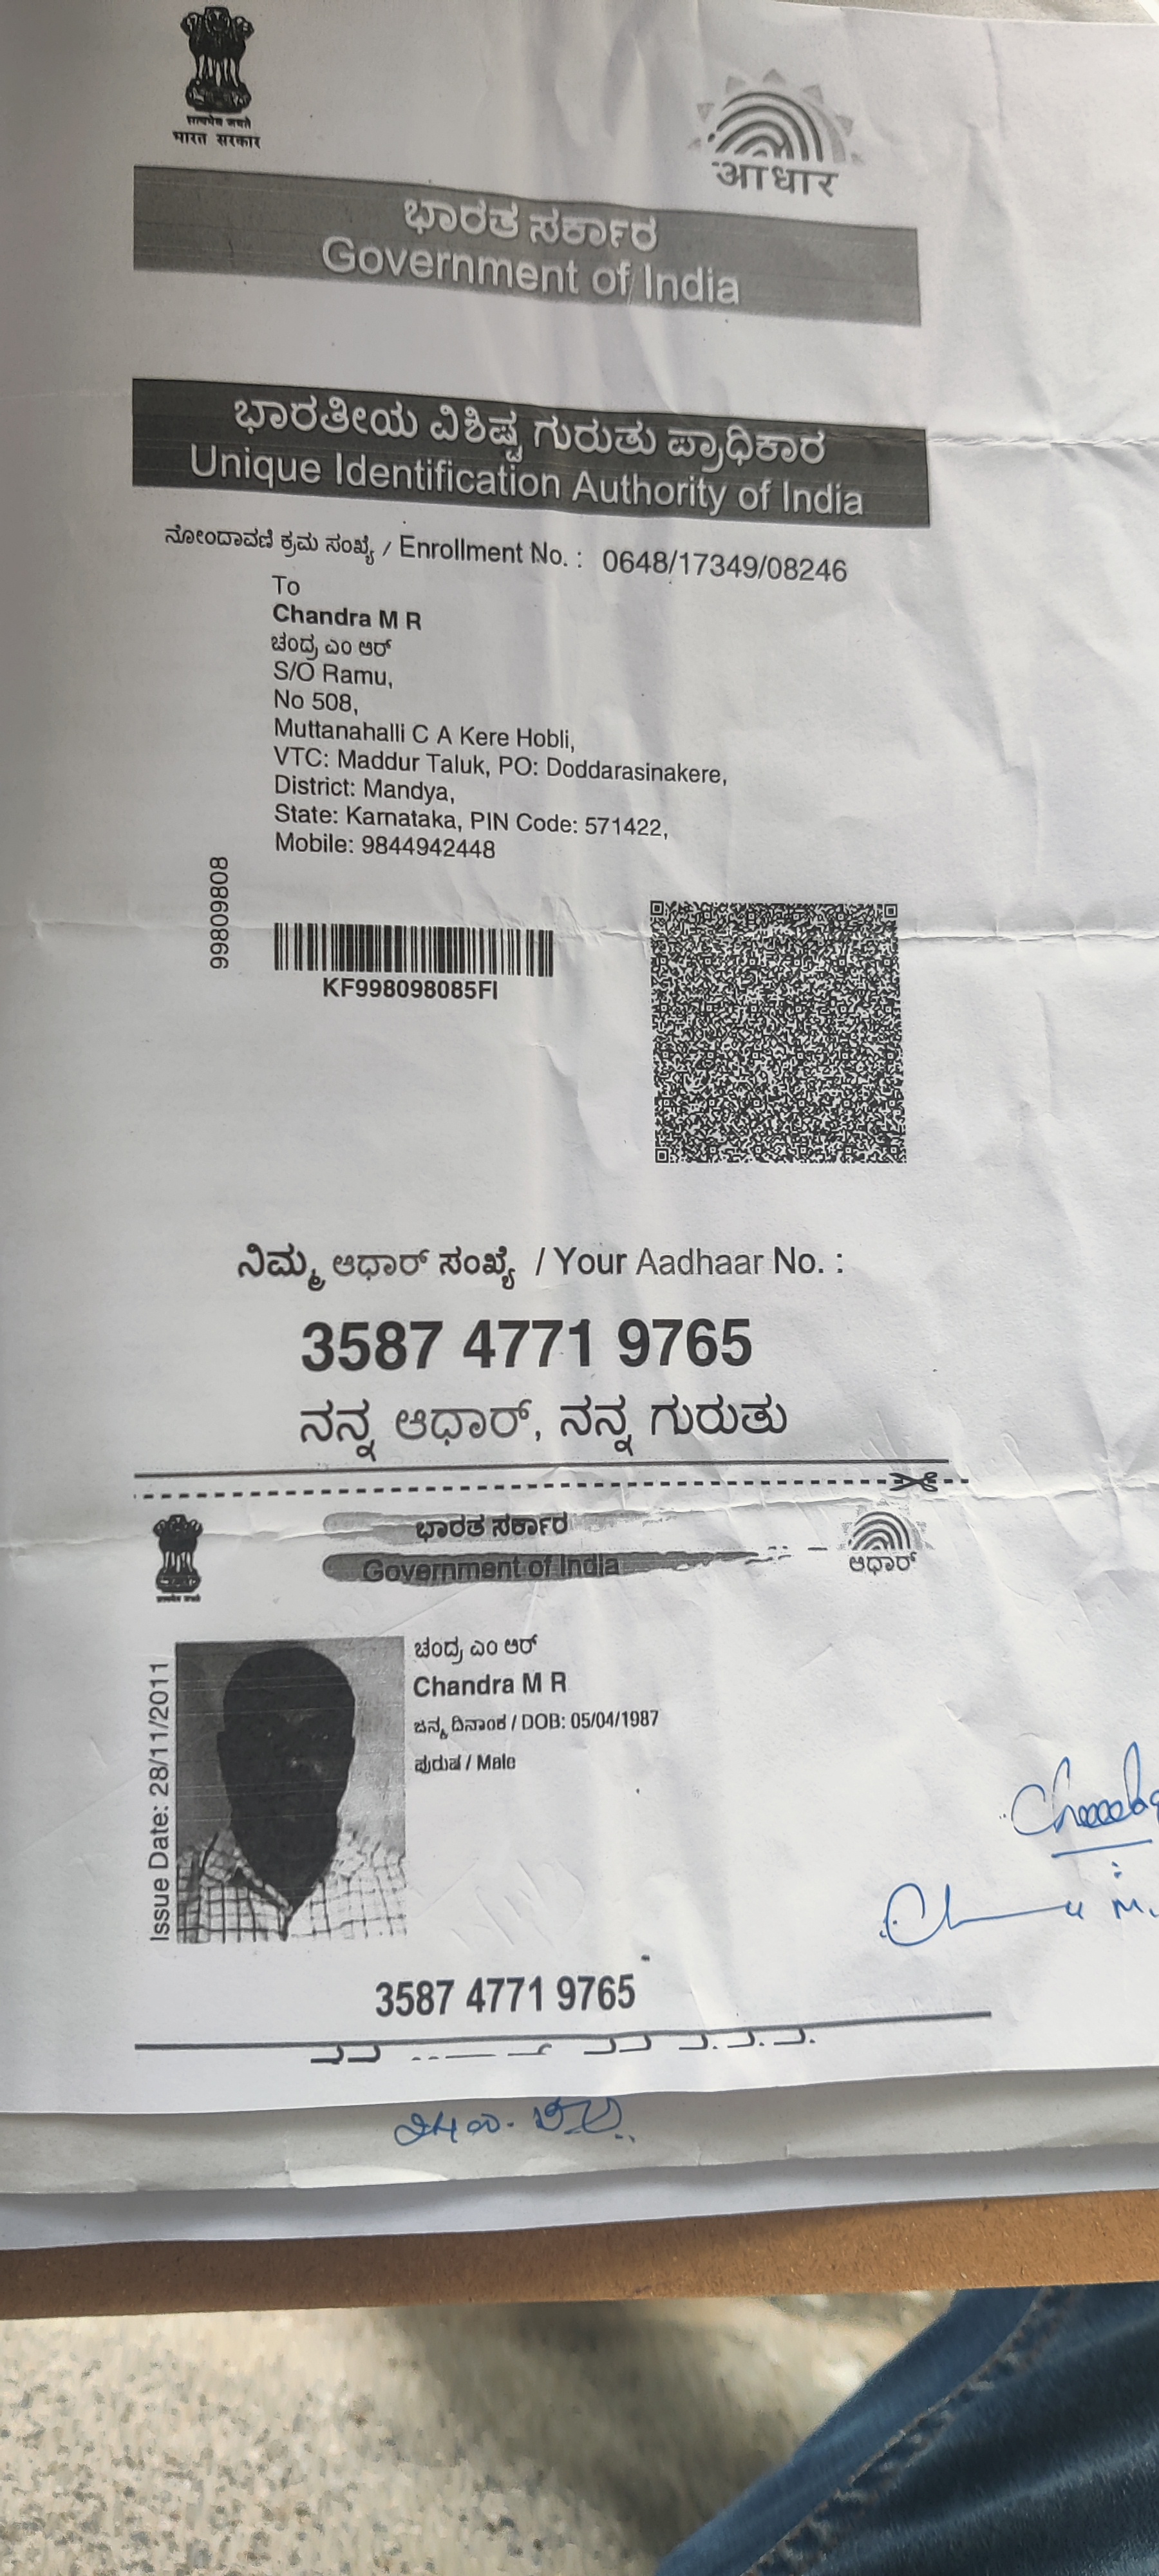 सत्यमेव जयते
भारत सरकार
आधार
ಭಾರತ ಸರ್ಕಾರ
Government of India
ಭಾರತೀಯ ವಿಶಿಷ್ಟ ಗುರುತು ಪ್ರಾಧಿಕಾರ
Unique Identification Authority of India
ನೋಂದಾವಣಿ ಕ್ರಮ ಸಂಖ್ಯೆ / Enrollment No. : 0648/17349/08246
To
Chandra M R
ಚಂದ್ರ ಎಂ ಆರ್
S/O Ramu,
No 508,
Muttanahalli C A Kere Hobli,
VTC: Maddur Taluk, PO: Doddarasinakere,
District: Mandya,
State: Karnataka, PIN Code: 571422,
Mobile: 9844942448
99809808
KF998098085FI
ನಿಮ್ಮ ಆಧಾರ್ ಸಂಖ್ಯೆ / Your Aadhaar No. :
3587 4771 9765
ನನ್ನ ಆಧಾರ್, ನನ್ನ ಗುರುತು
ಭಾರತ ಸರ್ಕಾರ
Government of India
ಆಧಾರ್
Issue Date: 28/11/2011
ಚಂದ್ರ ಎಂ ಆರ್
Chandra M R
ಜನ್ಮ ದಿನಾಂಕ / DOB: 05/04/1987
ಪುರುಷ / Male
3587 4771 9765